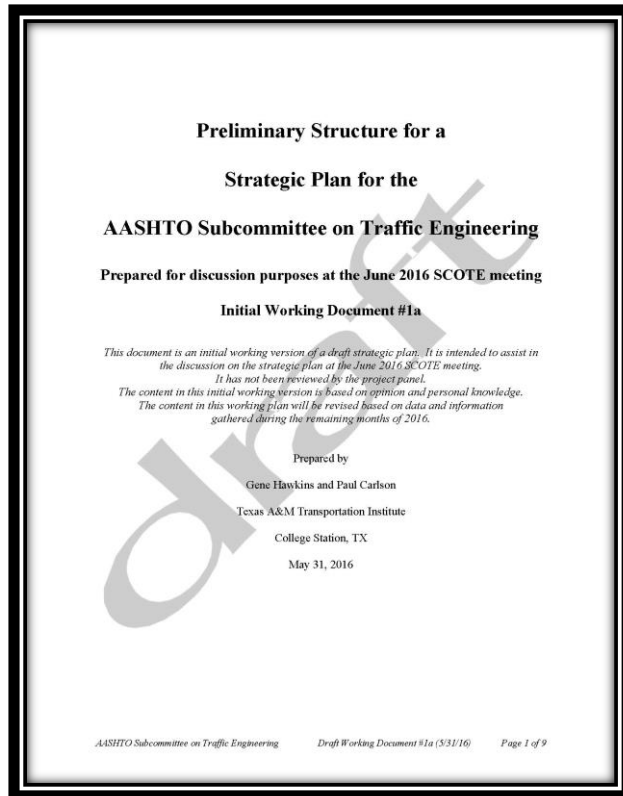 Preliminary Structure for a
Strategic Plan for the
AASHTO Subcommittee on Traffic Engineering
Prepared for discussion purposes at the June 2016 SCOTE meeting
Initial Working Document #1a
This document is an initial working version of a draft strategic plan. It is intended to assist in
the discussion on the strategic plan at the June 2016 SCOTE meeting.
It has not been reviewed by the project panel.
The content in this initial working version is based on opinion and personal knowledge.
The content in this working plan will be revised based on data and information
gathered during the remaining months of 2016.
Prepared by
Gene Hawkins and Paul Carlson
Texas A&M Transportation Institute
College Station, TX
May 31, 2016
draft
AASHTO Subcommittee on Traffic Engineering Draft Working Document #1a (5/31/16) Page 1 of 9